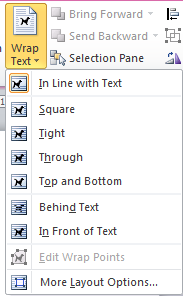 Wrap
Text
Bring Forward
Send Backward
Selection Pane
1
In Line with Text
Square
Tight
Through
Top and Bottom
Behind Text
In Front of Text
Edit Wrap Points
More Layout Options...